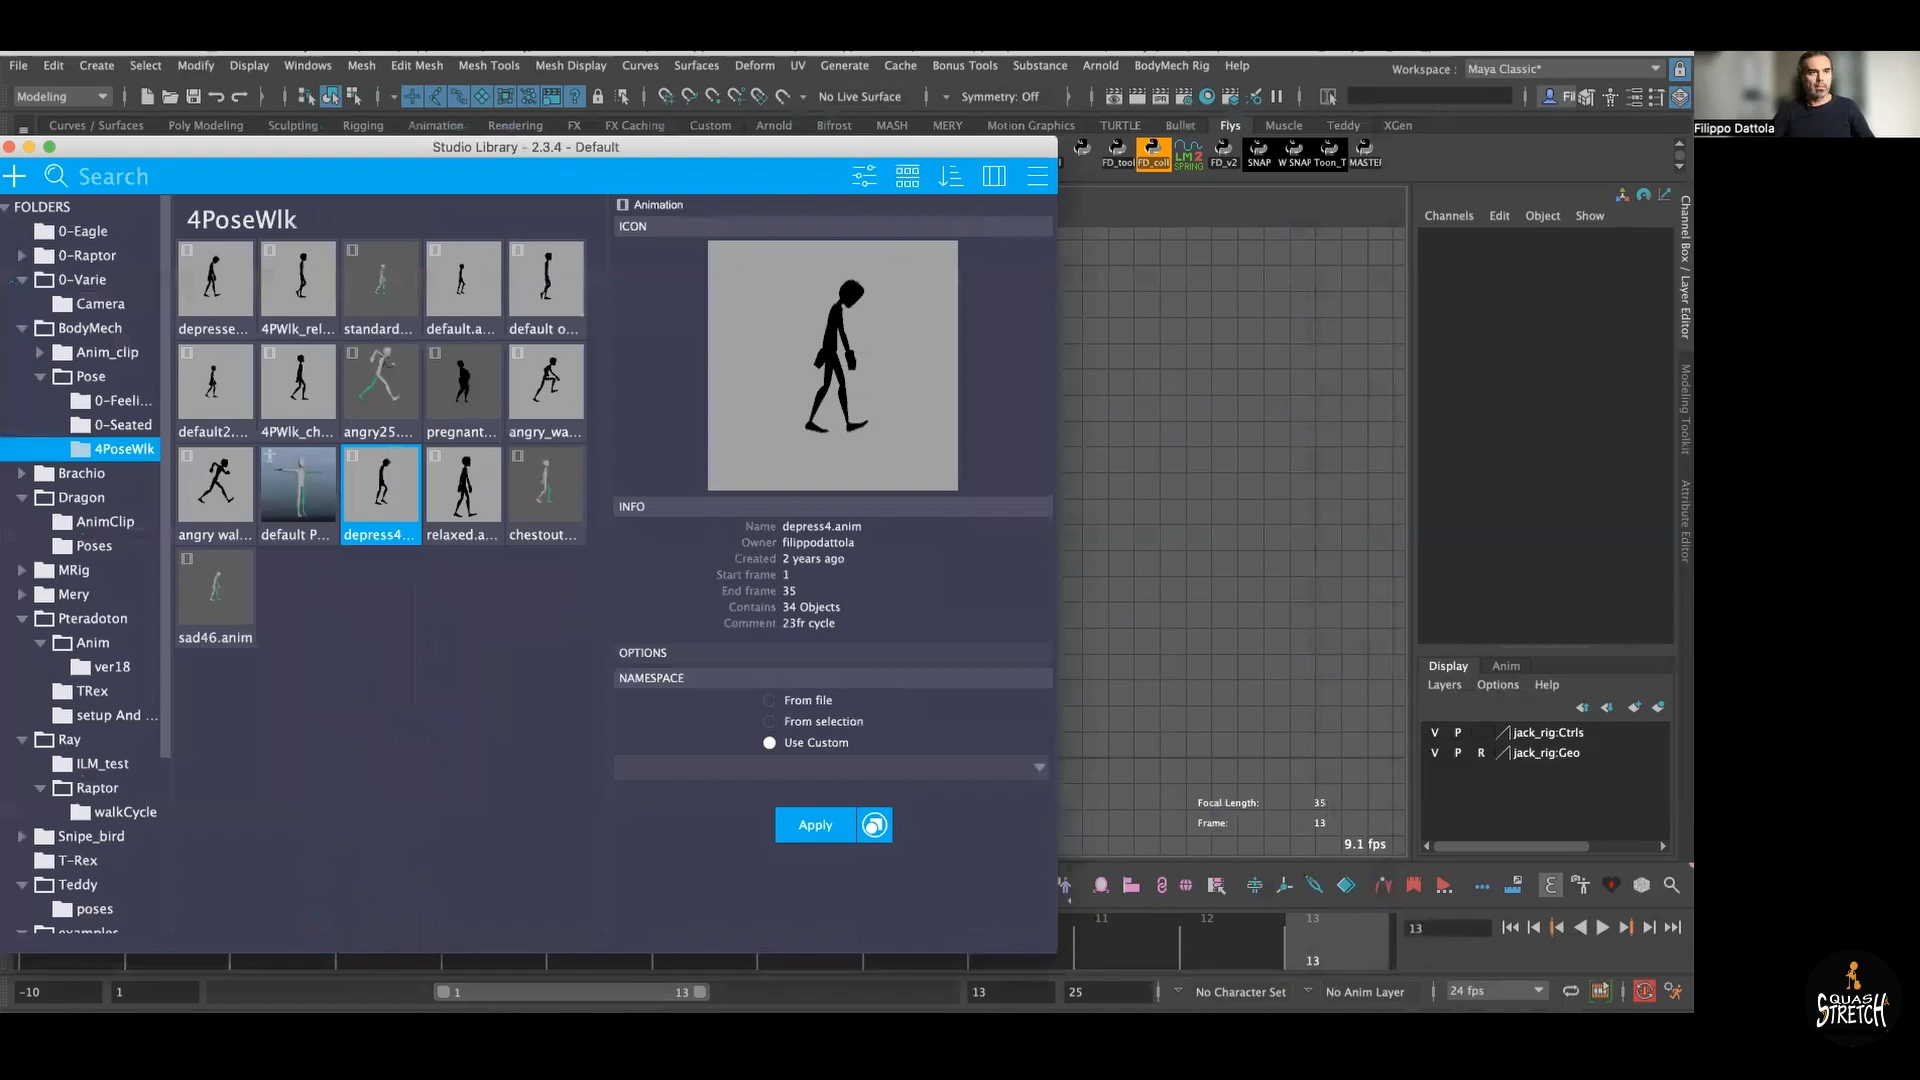 File Edit Create Select Modify Display Windows Mesh Edit Mesh Mesh Tools Mesh Display Curves Surfaces Deform UV Generate Cache Bonus Tools Substance Arnold BodyMech Rig Help
Workspace : Maya Classic*
Modeling No Live Surface Symmetry: Off Fil
Curves / Surfaces Poly Modeling Sculpting Rigging Animation Rendering FX FX Caching Custom Arnold Bifrost MASH MERY Motion Graphics TURTLE Bullet Flys Muscle Teddy XGen
Filippo Dattola
Studio Library - 2.3.4 - Default
FD_tool FD_coll LM2 SPRING FD_v2 SNAP W SNAP Toon_T MASTER
Search
FOLDERS
0-Eagle
0-Raptor
0-Varie
Camera
BodyMech
Anim_clip
Pose
0-Feeli...
0-Seated
4PoseWlk
Brachio
Dragon
AnimClip
Poses
MRig
Mery
Pteradoton
Anim
ver18
TRex
setup And ...
Ray
ILM_test
Raptor
walkCycle
Snipe_bird
T-Rex
Teddy
poses
examples
4PoseWlk
depresse... 4PWlk_rel... standard... default.a... default o...
default2.... 4PWlk_ch... angry25.... pregnant... angry_wa...
angry wal... default P... depress4... relaxed.a... chestout...
sad46.anim
Animation
ICON
INFO
Name depress4.anim
Owner filippodattola
Created 2 years ago
Start frame 1
End frame 35
Contains 34 Objects
Comment 23fr cycle
OPTIONS
NAMESPACE
From file
From selection
Use Custom
Apply
Focal Length: 35
Frame: 13
9.1 fps
Channels Edit Object Show
Channel Box / Layer Editor
Modeling Toolkit
Attribute Editor
Display Anim
Layers Options Help
V P jack_rig:Ctrls
V P R jack_rig:Geo
11 12 13
13
13
-10 1 1 13 13 25 No Character Set No Anim Layer 24 fps
SQUASH
STRETCH